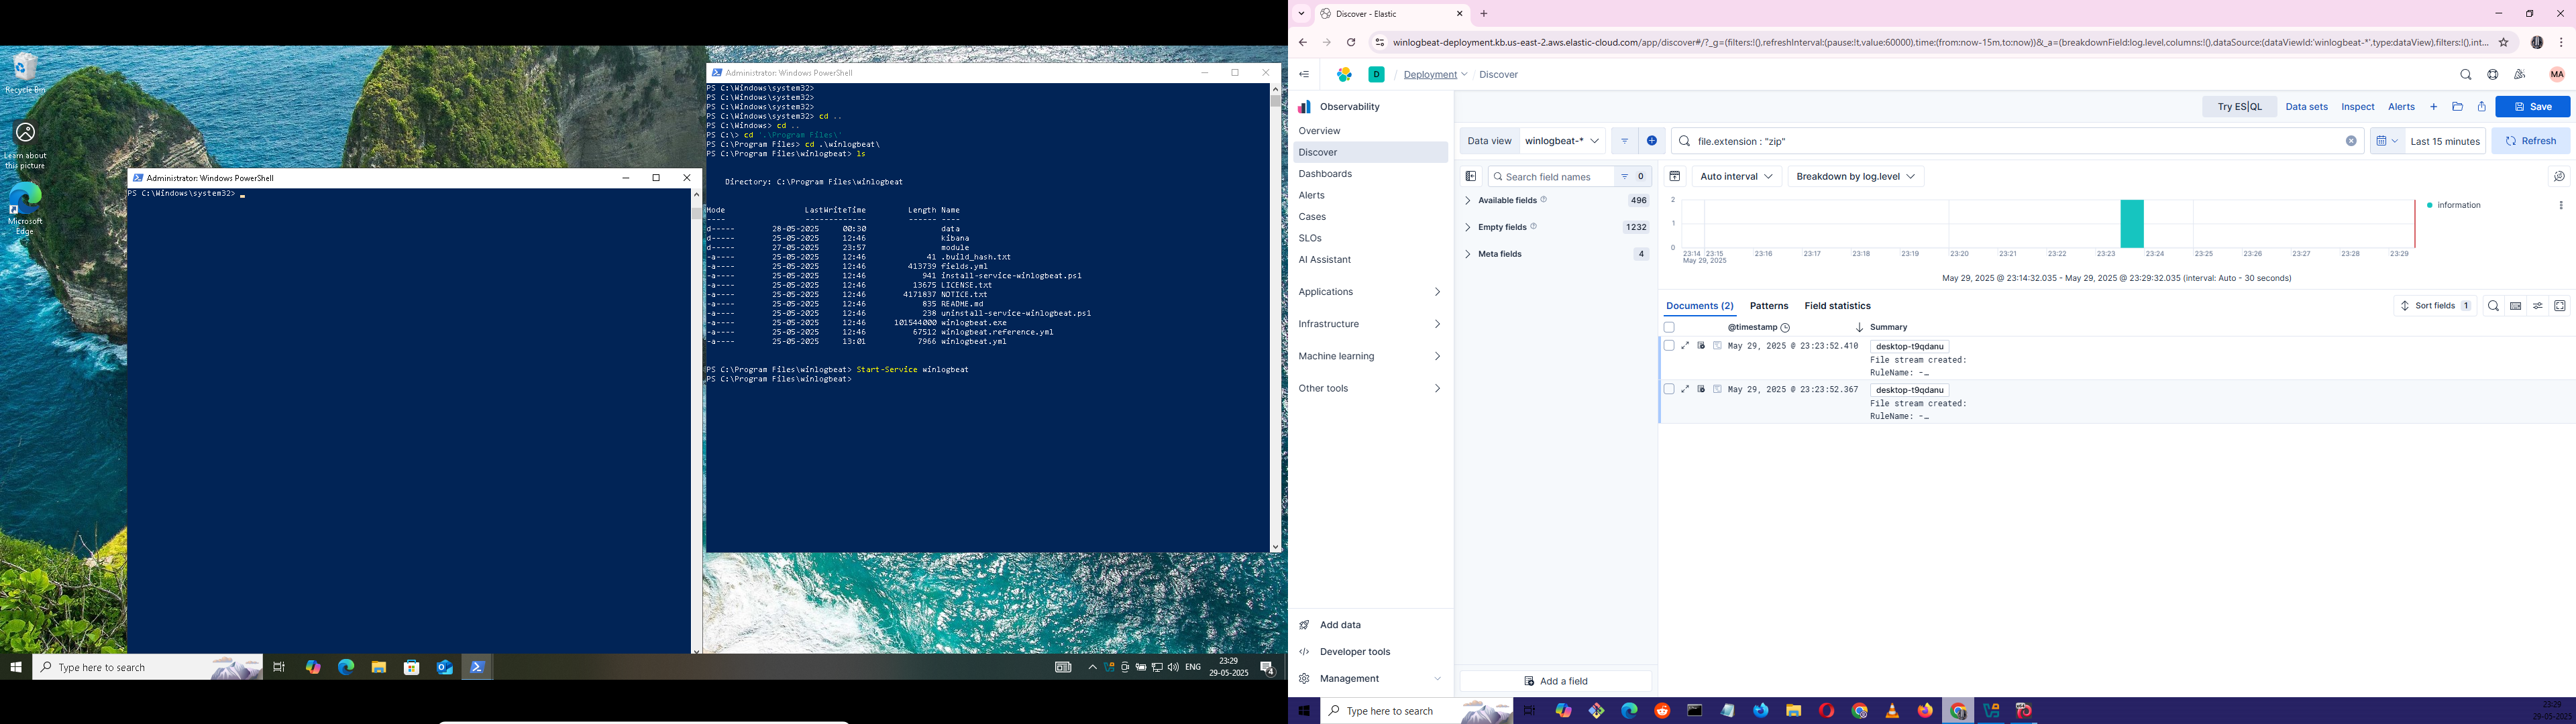 Recycle Bin
Learn about
this picture
Microsoft
Edge
Administrator: Windows PowerShell
PS C:\Windows\system32>
Administrator: Windows PowerShell
PS C:\Windows\system32>
PS C:\Windows\system32>
PS C:\Windows\system32>
PS C:\Windows\system32> cd ..
PS C:\Windows> cd ..
PS C:\> cd '.\Program Files\'
PS C:\Program Files> cd .\winlogbeat\
PS C:\Program Files\winlogbeat> ls
Directory: C:\Program Files\winlogbeat
Mode LastWriteTime Length Name
---- ------------- ------ ----
d----- 28-05-2025 00:30 data
d----- 25-05-2025 12:46 kibana
d----- 27-05-2025 23:57 module
-a---- 25-05-2025 12:46 41 .build_hash.txt
-a---- 25-05-2025 12:46 413739 fields.yml
-a---- 25-05-2025 12:46 941 install-service-winlogbeat.ps1
-a---- 25-05-2025 12:46 13675 LICENSE.txt
-a---- 25-05-2025 12:46 4171837 NOTICE.txt
-a---- 25-05-2025 12:46 835 README.md
-a---- 25-05-2025 12:46 238 uninstall-service-winlogbeat.ps1
-a---- 25-05-2025 12:46 101544000 winlogbeat.exe
-a---- 25-05-2025 12:46 67512 winlogbeat.reference.yml
-a---- 25-05-2025 13:01 7966 winlogbeat.yml
PS C:\Program Files\winlogbeat> Start-Service winlogbeat
PS C:\Program Files\winlogbeat>
Type here to search
ENG
23:29
29-05-2025
4
Discover - Elastic
winlogbeat-deployment.kb.us-east-2.aws.elastic-cloud.com/app/discover#/?_g=(filters:!(),refreshInterval:(pause:!t,value:60000),time:(from:now-15m,to:now))&_a=(breakdownField:log.level,columns:!(),dataSource:(dataViewId:'winlogbeat-*',type:dataView),filters:!(),int...
D / Deployment / Discover
MA
Observability
Overview
Discover
Dashboards
Alerts
Cases
SLOs
AI Assistant
Applications
Infrastructure
Machine learning
Other tools
Add data
Developer tools
Management
Try ES|QL
Data sets
Inspect
Alerts
Save
Data view winlogbeat-*
file.extension : "zip"
Last 15 minutes
Refresh
Search field names 0
Available fields 496
Empty fields 1232
Meta fields 4
Add a field
Auto interval
Breakdown by log.level
2
1
0
information
23:14 23:15 23:16 23:17 23:18 23:19 23:20 23:21 23:22 23:23 23:24 23:25 23:26 23:27 23:28 23:29
May 29, 2025
May 29, 2025 @ 23:14:32.035 - May 29, 2025 @ 23:29:32.035 (interval: Auto - 30 seconds)
Documents (2) Patterns Field statistics
Sort fields 1
@timestamp Summary
May 29, 2025 @ 23:23:52.410 desktop-t9qdanu
File stream created:
RuleName: -…
May 29, 2025 @ 23:23:52.367 desktop-t9qdanu
File stream created:
RuleName: -…
Type here to search
23:29
29-05-2025